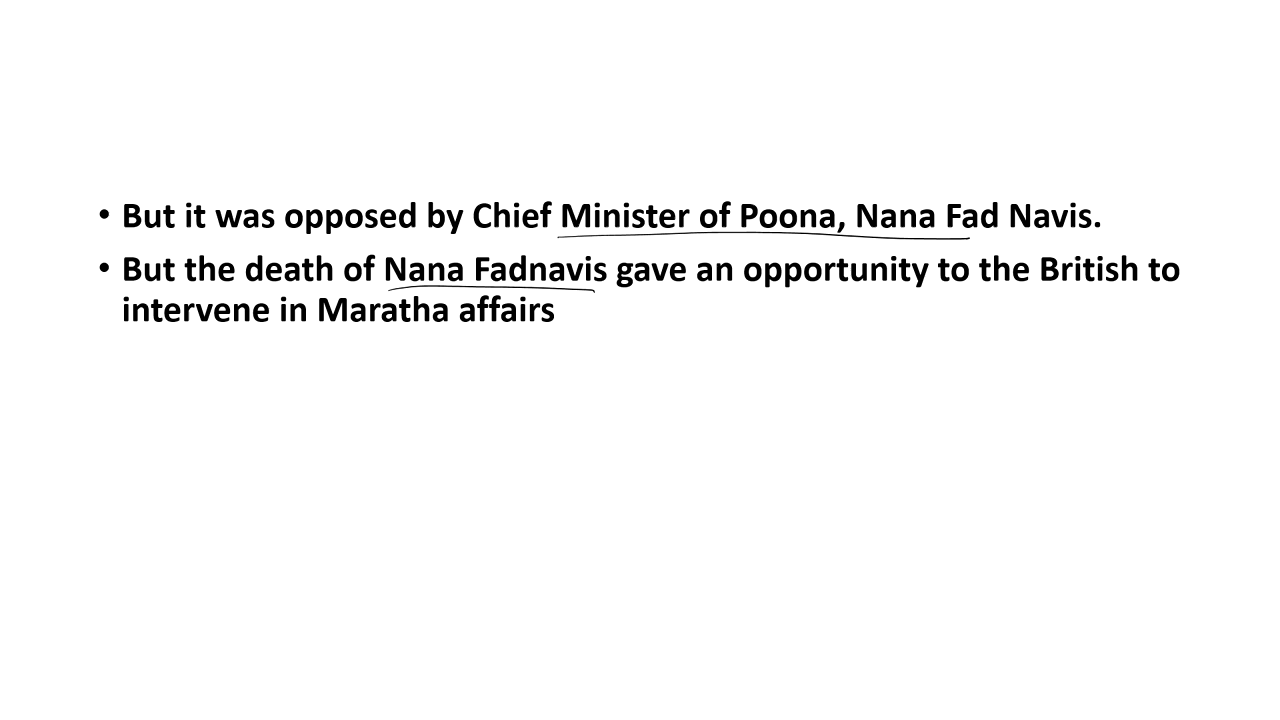 • But it was opposed by Chief Minister of Poona, Nana Fad Navis.
• But the death of Nana Fadnavis gave an opportunity to the British to
intervene in Maratha affairs